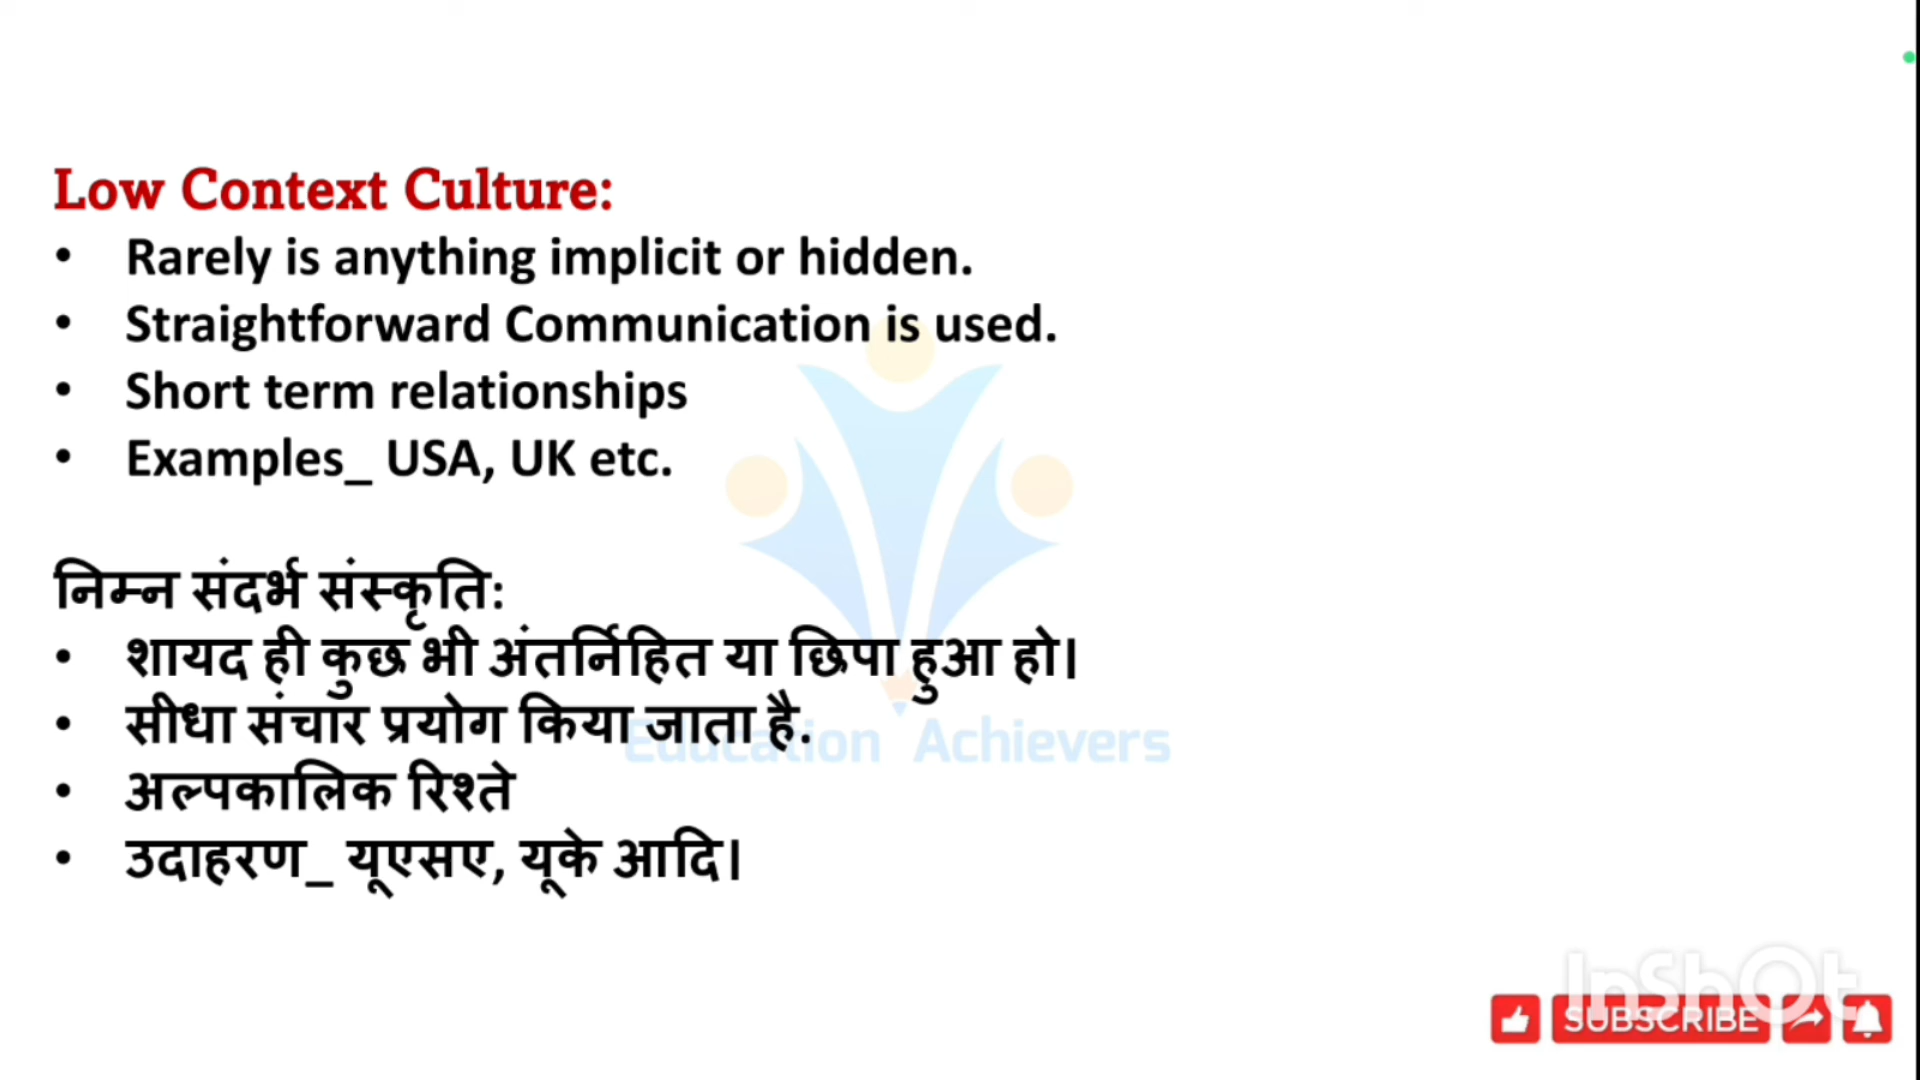 Low Context Culture:
• Rarely is anything implicit or hidden.
• Straightforward Communication is used.
• Short term relationships
• Examples_ USA, UK etc.
निम्न संदर्भ संस्कृति:
• शायद ही कुछ भी अंतर्निहित या छिपा हुआ हो।
• सीधा संचार प्रयोग किया जाता है.
Education Achievers
• अल्पकालिक रिश्ते
• उदाहरण_ यूएसए, यूके आदि।
InShOt
SUBSCRIBE